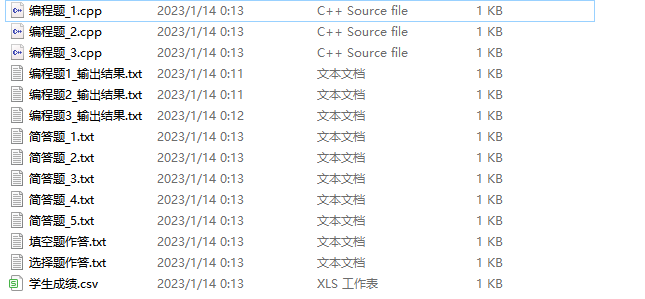 编程题_1.cpp 2023/1/14 0:13 C++ Source file 1 KB
编程题_2.cpp 2023/1/14 0:13 C++ Source file 1 KB
编程题_3.cpp 2023/1/14 0:13 C++ Source file 1 KB
编程题1_输出结果.txt 2023/1/14 0:11 文本文档 1 KB
编程题2_输出结果.txt 2023/1/14 0:11 文本文档 1 KB
编程题3_输出结果.txt 2023/1/14 0:12 文本文档 1 KB
简答题_1.txt 2023/1/14 0:13 文本文档 1 KB
简答题_2.txt 2023/1/14 0:13 文本文档 1 KB
简答题_3.txt 2023/1/14 0:13 文本文档 1 KB
简答题_4.txt 2023/1/14 0:13 文本文档 1 KB
简答题_5.txt 2023/1/14 0:13 文本文档 1 KB
填空题作答.txt 2023/1/14 0:13 文本文档 1 KB
选择题作答.txt 2023/1/14 0:13 文本文档 1 KB
学生成绩.csv 2023/1/14 0:13 XLS 工作表 1 KB